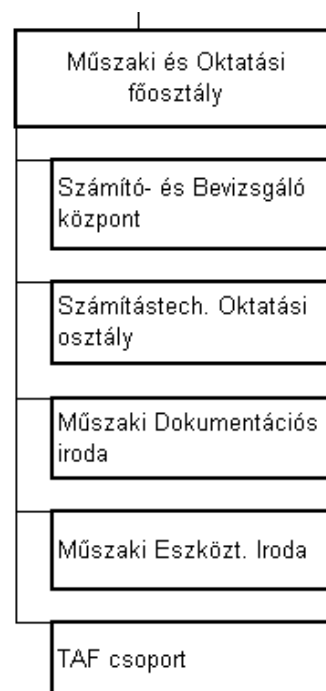 Műszaki és Oktatási
főosztály
Számító- és Bevizsgáló
központ
Számítástech. Oktatási
osztály
Műszaki Dokumentációs
iroda
Műszaki Eszközt. Iroda
TAF csoport